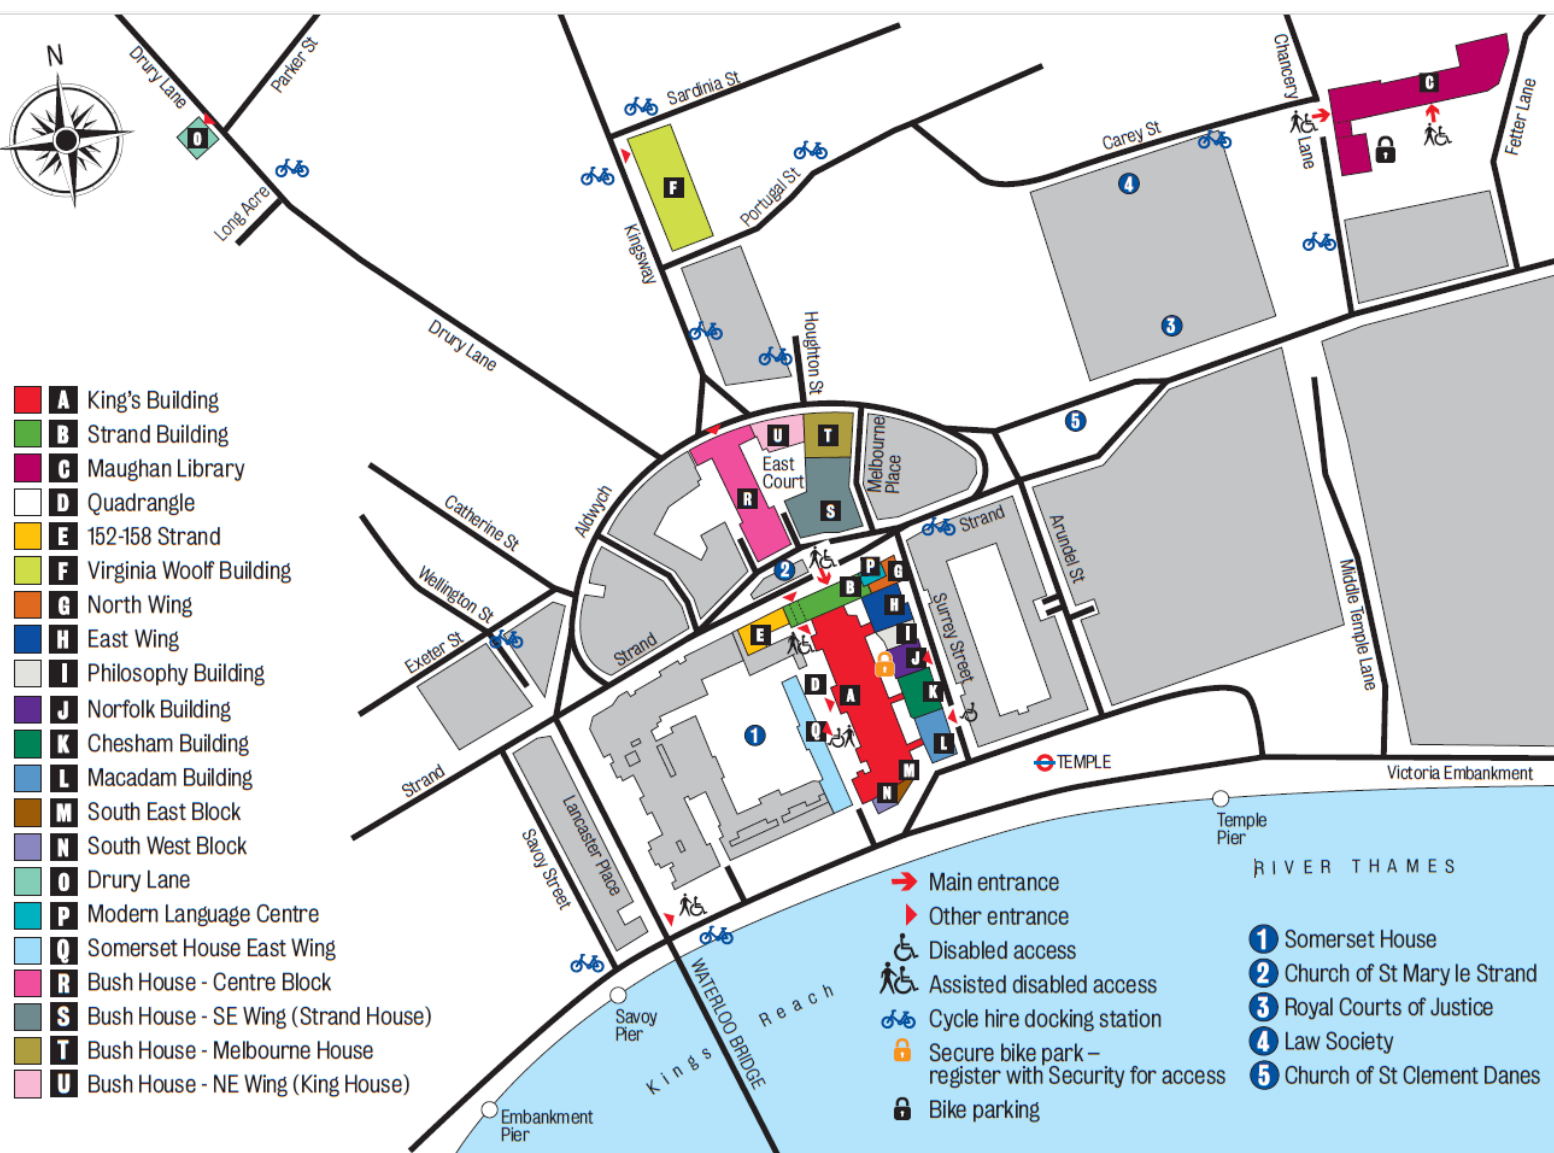 N
Drury Lane
Parker St
O
Long Acre
Drury Lane
Sardinia St
F
Kingsway
Portugal St
Houghton St
Carey St
Chancery
Lane
C
Fetter Lane
4
3
5
Aldwych
Catherine St
Wellington St
Exeter St
Strand
Strand
U
T
East
Court
R
S
Melbourne
Place
Strand
2
P
G
B
H
E
I
J
D
A
K
Q
L
M
N
1
Surrey Street
Arundel St
Middle Temple Lane
TEMPLE
Victoria Embankment
Temple
Pier
RIVER THAMES
Savoy Street
Lancaster Place
WATERLOO BRIDGE
Kings Reach
Savoy
Pier
Embankment
Pier
A King's Building
B Strand Building
C Maughan Library
D Quadrangle
E 152-158 Strand
F Virginia Woolf Building
G North Wing
H East Wing
I Philosophy Building
J Norfolk Building
K Chesham Building
L Macadam Building
M South East Block
N South West Block
O Drury Lane
P Modern Language Centre
Q Somerset House East Wing
R Bush House - Centre Block
S Bush House - SE Wing (Strand House)
T Bush House - Melbourne House
U Bush House - NE Wing (King House)
Main entrance
Other entrance
Disabled access
Assisted disabled access
Cycle hire docking station
Secure bike park –
register with Security for access
Bike parking
1 Somerset House
2 Church of St Mary le Strand
3 Royal Courts of Justice
4 Law Society
5 Church of St Clement Danes